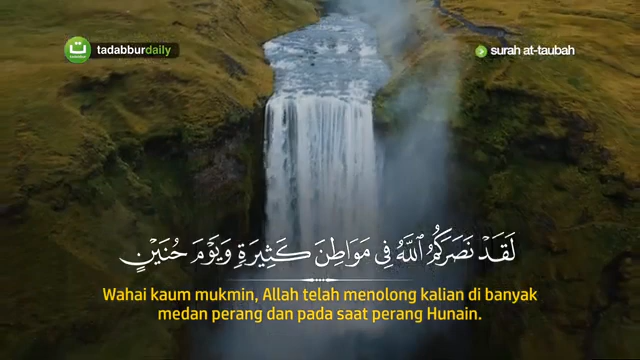 ت
tadabburdaily
surah at-taubah
لَقَدْ نَصَرَكُمُ ٱللَّهُ فِى مَوَاطِنَ كَثِيرَةٍ وَيَوْمَ حُنَيْنٍ
Wahai kaum mukmin, Allah telah menolong kalian di banyak
medan perang dan pada saat perang Hunain.